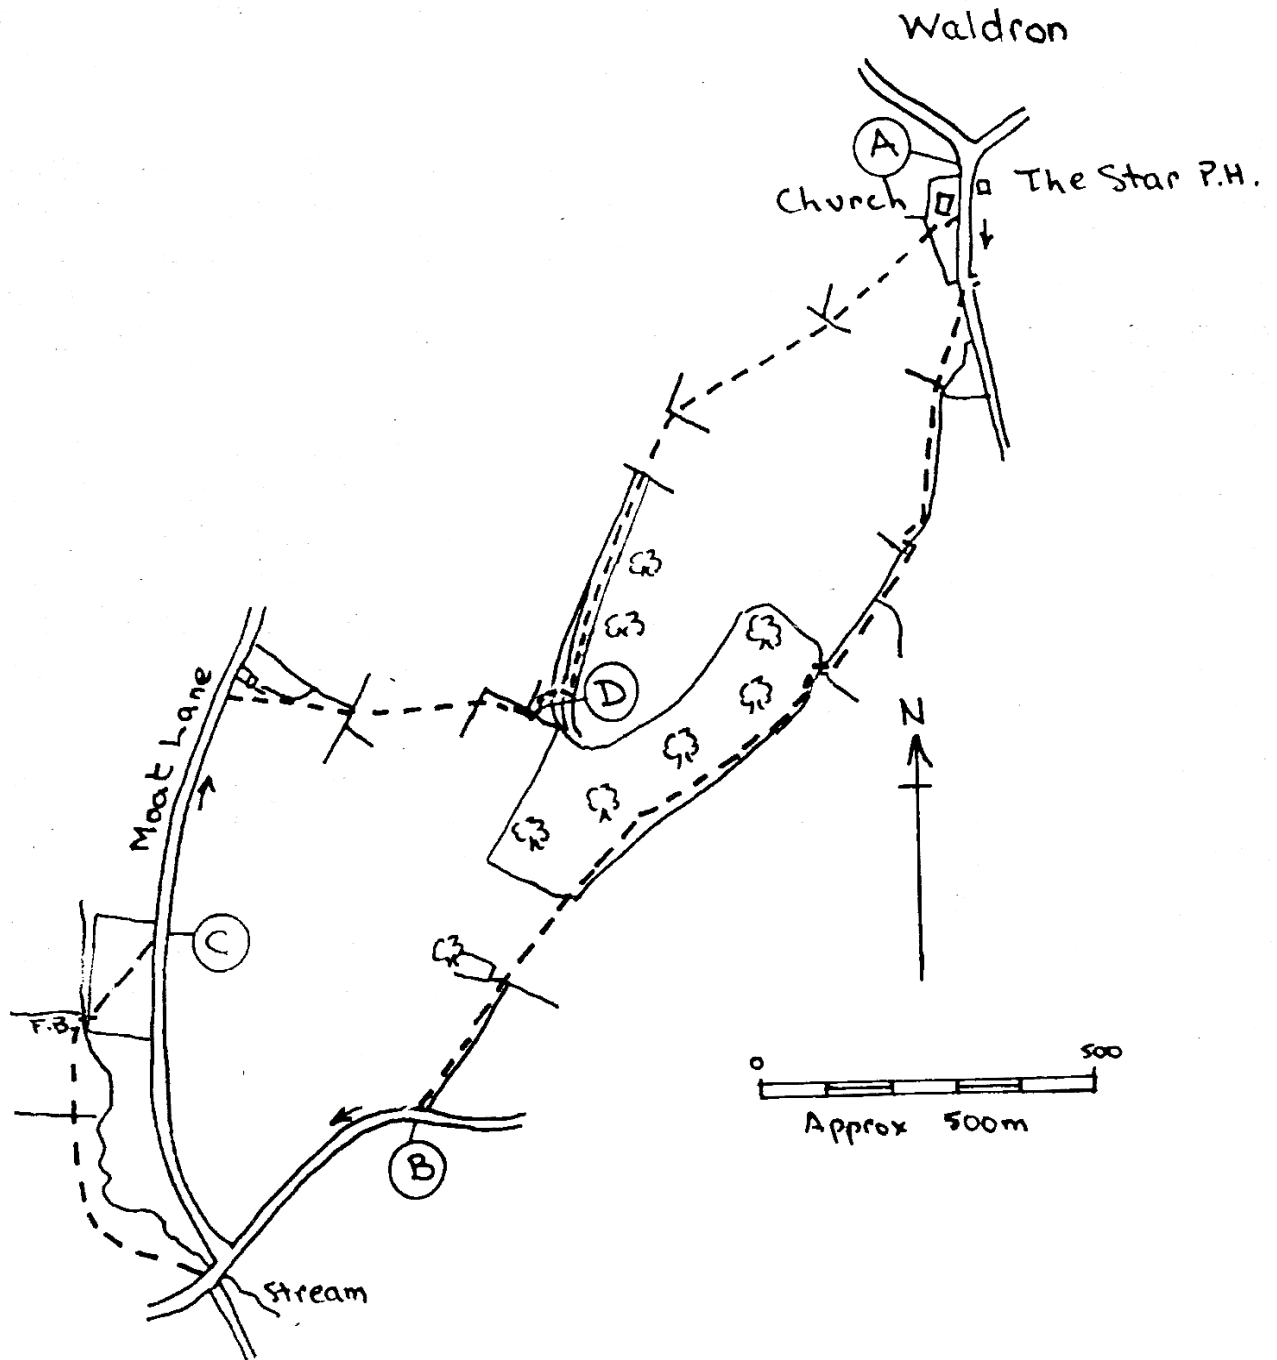 Waldron
A
Church
The Star P.H.
D
Moat Lane
N
C
F.B.
0 500
Approx 500m
B
Stream